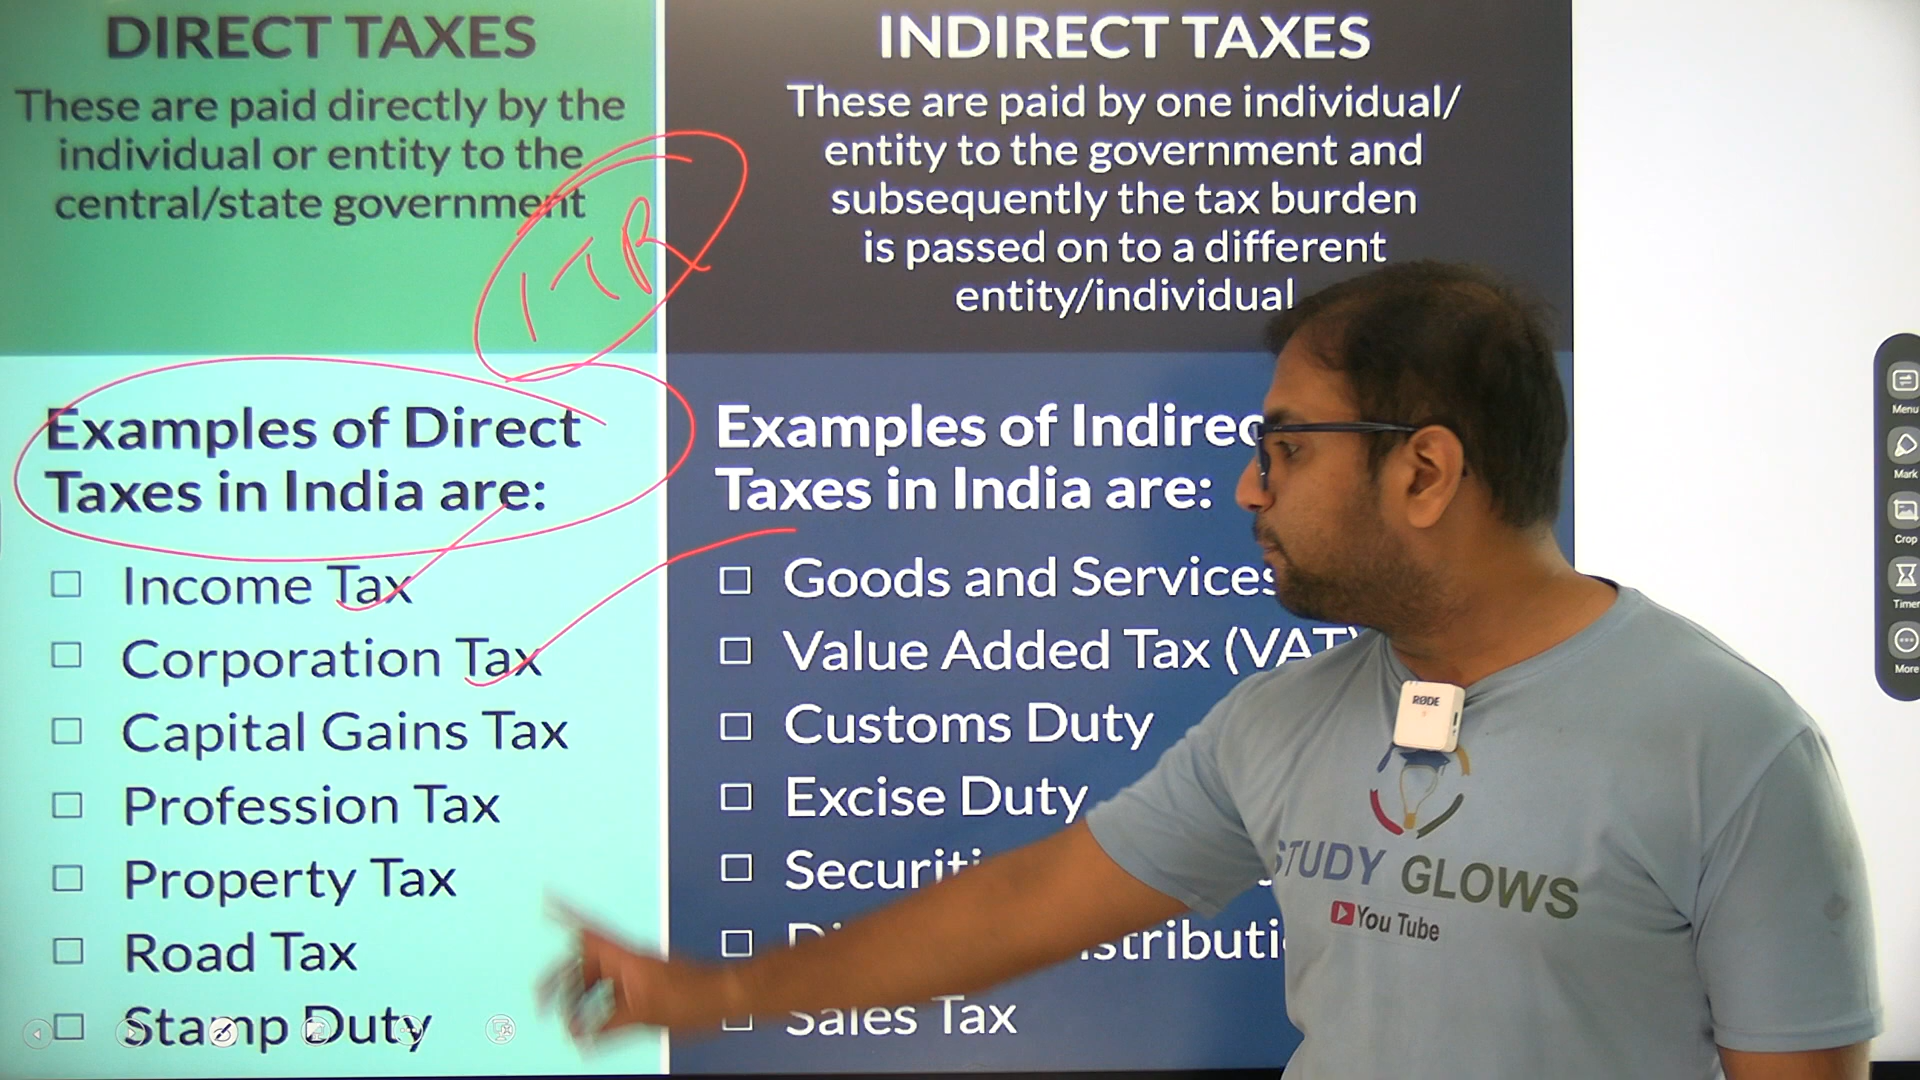 DIRECT TAXES
These are paid directly by the
individual or entity to the
central/state government
ITR
Examples of Direct
Taxes in India are:
Income Tax
Corporation Tax
Capital Gains Tax
Profession Tax
Property Tax
Road Tax
Stamp Duty
INDIRECT TAXES
These are paid by one individual/
entity to the government and
subsequently the tax burden
is passed on to a different
entity/individual
Examples of Indirec
Taxes in India are:
Goods and Services
Value Added Tax (VAT)
Customs Duty
Excise Duty
Sales Tax
RØDE
STUDY GLOWS
You Tube
Menu
Mark
Crop
Timer
More